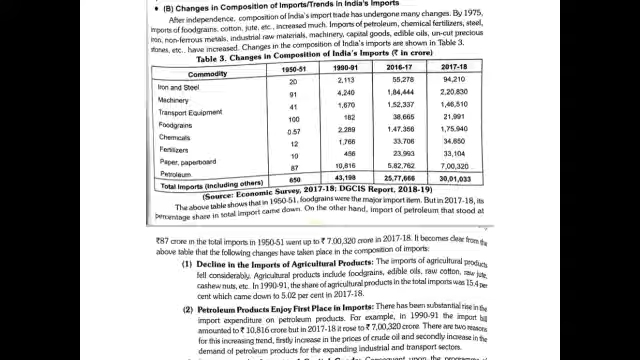 • (B) Changes in Composition of Imports/Trends in India's Imports
After independence, composition of India's import trade has undergone many changes. By 1975,
imports of foodgrains, cotton, jute, etc., increased much. Imports of petroleum, chemical fertilizers, steel,
iron, non-ferrous metals, industrial raw materials, machinery, capital goods, edible oils, un-cut precious
stones, etc., have increased. Changes in the composition of India's imports are shown in Table 3.
Table 3. Changes in Composition of India's Imports (₹ in crore)
Commodity 1950-51 1990-91 2016-17 2017-18
Iron and Steel 20 2,113 55,278 94,210
Machinery 91 4,240 1,84,444 2,20,830
Transport Equipment 41 1,670 1,52,337 1,46,510
Foodgrains 100 182 38,665 21,991
Chemicals 0.57 2,289 1,47,356 1,75,940
Fertilizers 12 1,766 33,706 34,650
Paper, paperboard 10 456 23,993 33,104
Petroleum 87 10,816 5,82,762 7,00,320
Total Imports (including others) 650 43,198 25,77,666 30,01,033
(Source: Economic Survey, 2017-18; DGCIS Report, 2018-19)
The above table shows that in 1950-51, foodgrains were the major import item. But in 2017-18, its
percentage share in total import came down. On the other hand, import of petroleum that stood at
₹87 crore in the total imports in 1950-51 went up to ₹ 7,00,320 crore in 2017-18. It becomes clear from the
above table that the following changes have taken place in the composition of imports:
(1) Decline in the Imports of Agricultural Products: The imports of agricultural products
fell considerably. Agricultural products include foodgrains, edible oils, raw cotton, raw jute,
cashew nuts, etc. In 1990-91, the share of agricultural products in the total imports was 15.4 per
cent which came down to 5.02 per cent in 2017-18.
(2) Petroleum Products Enjoy First Place in Imports: There has been substantial rise in the
import expenditure on petroleum products. For example, in 1990-91 the import bill
amounted to ₹ 10,816 crore but in 2017-18 it rose to ₹ 7,00,320 crore. There are two reasons
for this increasing trend, firstly increase in the prices of crude oil and secondly increase in the
demand of petroleum products for the expanding industrial and transport sectors.